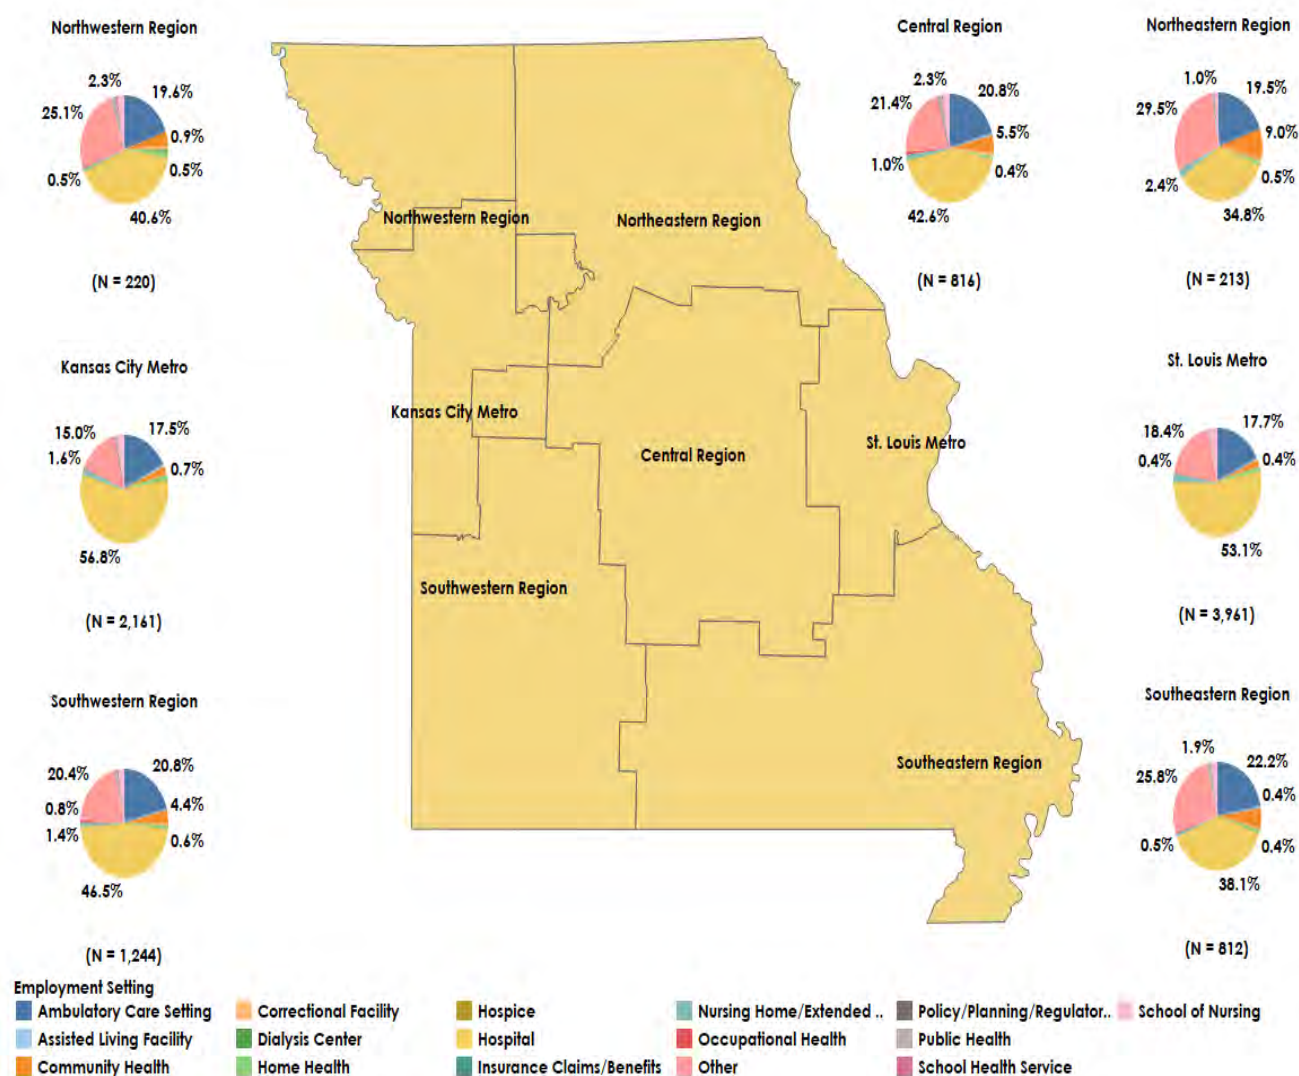 Northwestern Region
2.3%
19.6%
25.1%
0.9%
0.5%
0.5%
40.6%
(N = 220)
Kansas City Metro
15.0%
17.5%
1.6%
0.7%
56.8%
(N = 2,161)
Southwestern Region
20.4%
20.8%
0.8%
4.4%
1.4%
0.6%
46.5%
(N = 1,244)
Northwestern Region
Northeastern Region
Kansas City Metro
Central Region
St. Louis Metro
Southwestern Region
Southeastern Region
Central Region
2.3%
20.8%
21.4%
5.5%
1.0%
0.4%
42.6%
(N = 816)
Northeastern Region
1.0%
19.5%
29.5%
9.0%
2.4%
0.5%
34.8%
(N = 213)
St. Louis Metro
18.4%
17.7%
0.4%
0.4%
53.1%
(N = 3,961)
Southeastern Region
1.9%
22.2%
25.8%
0.4%
0.5%
0.4%
38.1%
(N = 812)
Employment Setting
Ambulatory Care Setting
Correctional Facility
Hospice
Nursing Home/Extended ..
Policy/Planning/Regulator..
School of Nursing
Assisted Living Facility
Dialysis Center
Hospital
Occupational Health
Public Health
Community Health
Home Health
Insurance Claims/Benefits
Other
School Health Service